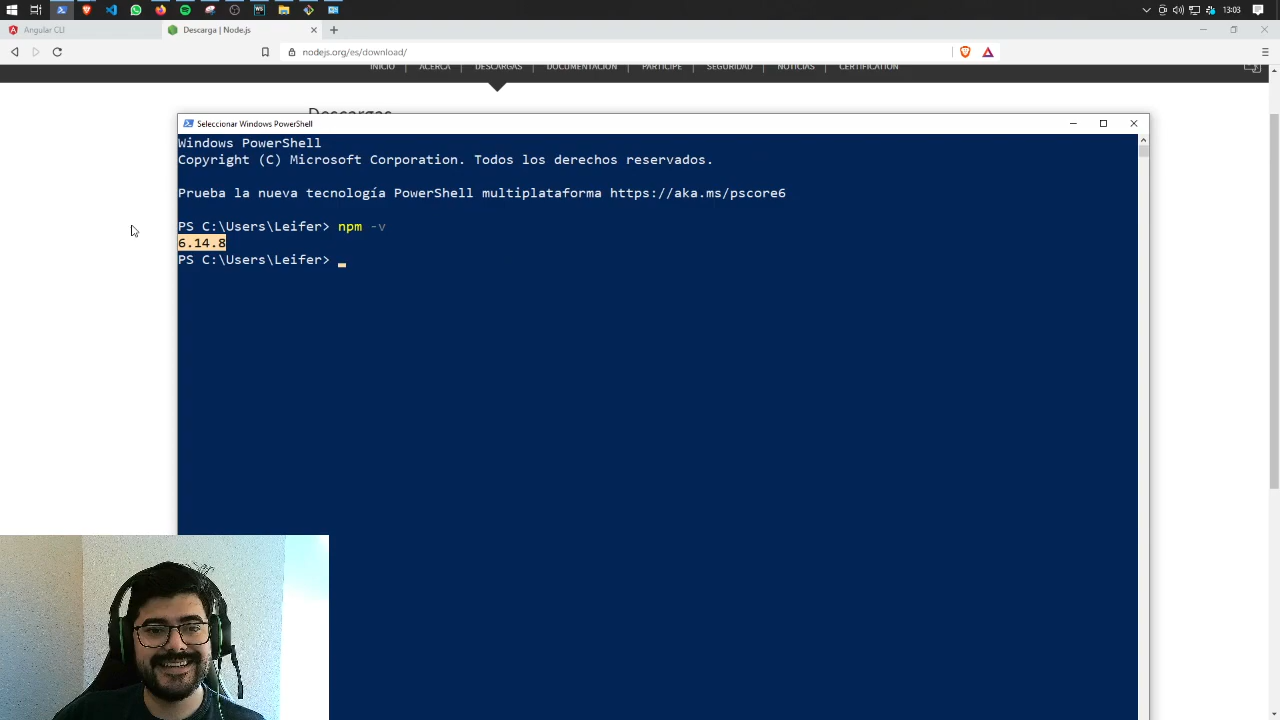 13:03
Angular CLI
Descarga | Node.js
nodejs.org/es/download/
INICIO | ACERCA | DESCARGAS | DOCUMENTACIÓN | PARTICIPE | SEGURIDAD | NOTICIAS | CERTIFICATION
Descargas
Seleccionar Windows PowerShell
Windows PowerShell
Copyright (C) Microsoft Corporation. Todos los derechos reservados.
Prueba la nueva tecnología PowerShell multiplataforma https://aka.ms/pscore6
PS C:\Users\Leifer> npm -v
6.14.8
PS C:\Users\Leifer>